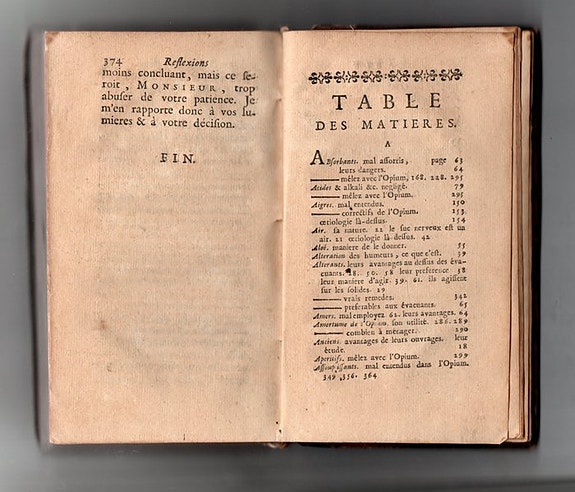 374 Reflexions
moins concluant, mais ce se-
roit, MONSIEUR, trop
abuser de votre patience. Je
m'en rapporte donc à vos lu-
mieres & à votre décision.
FIN.
TABLE
DES MATIERES.
A
ABsorbants. mal assortis, page 63
leurs dangers. 64
—— mêlez avec l'Opium, 168. 228. 295
Acides & alkali &c. negligé. 79
—— mêlez avec l'Opium. 295
Aigres. mal entendus. 150
—— correctifs de l'Opium. 153.
œtiologie là-dessus. 154
Air. sa nature. 22 le suc nerveux est un
air. 23 œtiologie là-dessus. 42
Aloé. maniere de le donner. 55
Alteration des humeurs, ce que c'est. 39
Alterants. leurs avantages au dessus des éva-
cuants. 28. 50. 58 leur préference 58
leur maniere d'agir. 39. 61. ils agissent
sur les solides. 29
—— vrais remedes. 342
—— preferables aux évacuants. 65
Amers. mal employez 62. leurs avantages. 64
Amertume de l'Opium. son utilité. 286. 289
—— combien à ménager. 290
Anciens. avantages de leurs ouvrages. leur
étude. 18
Aperitifs. mêlez avec l'Opium. 299
Assoupissants. mal entendus dans l'Opium.
349. 356. 364